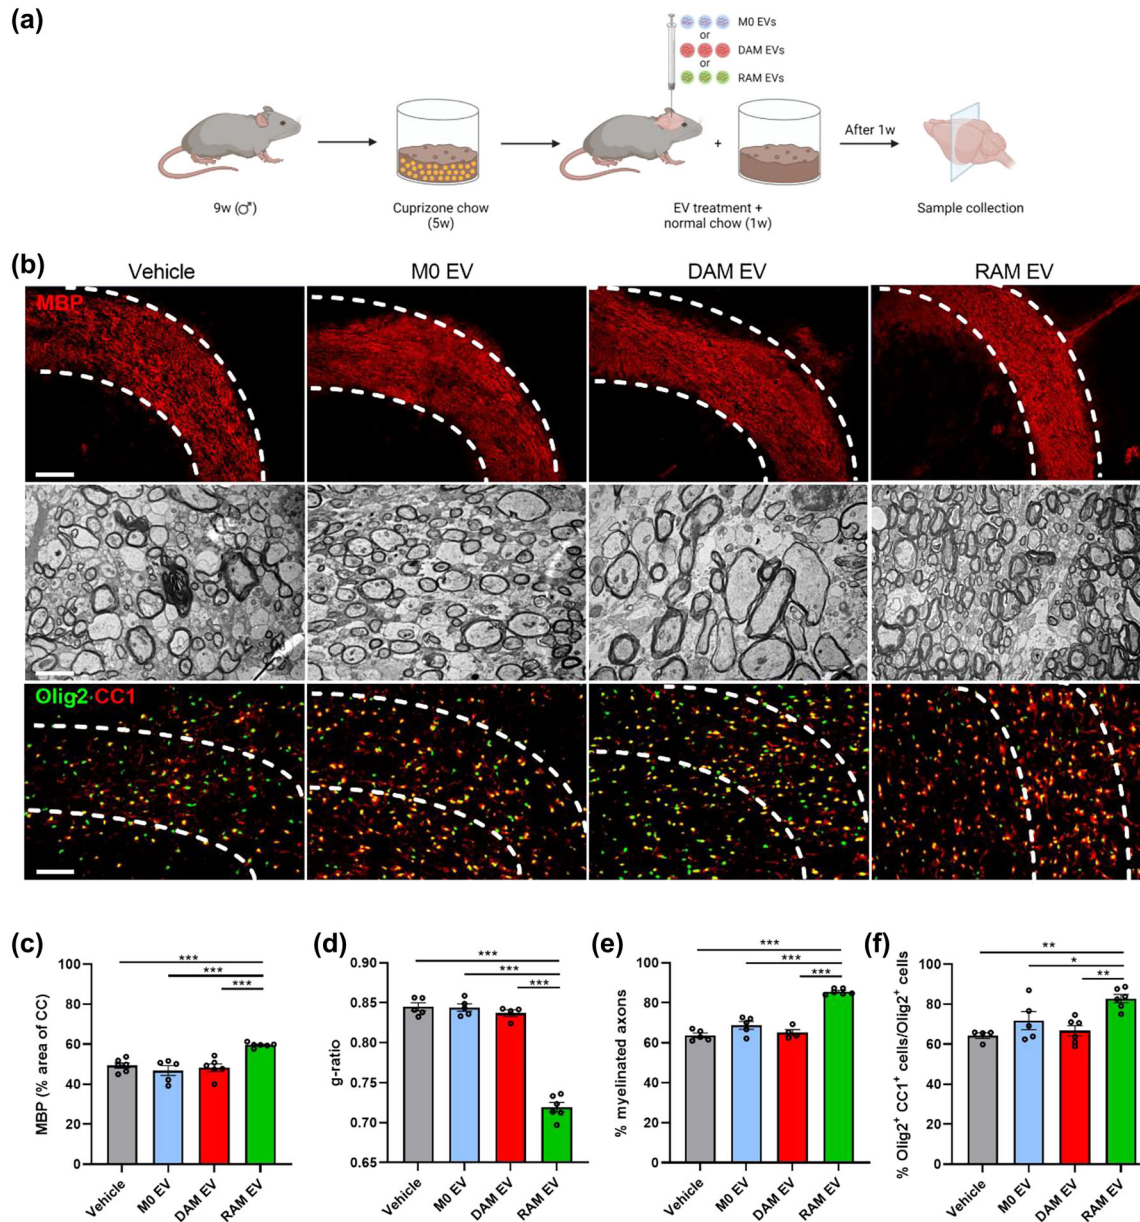 (a)
M0 EVs
or
DAM EVs
or
RAM EVs
+
After 1w
9w (♂)
Cuprizone chow
(5w)
EV treatment +
normal chow (1w)
Sample collection
(b)
Vehicle
M0 EV
DAM EV
RAM EV
MBP
Olig2 CC1
(c)
***
***
***
MBP (% area of CC)
100
80
60
40
20
0
Vehicle
M0 EV
DAM EV
RAM EV
(d)
***
***
***
g-ratio
0.90
0.85
0.80
0.75
0.70
0.65
Vehicle
M0 EV
DAM EV
RAM EV
(e)
***
***
***
% myelinated axons
100
80
60
40
20
0
Vehicle
M0 EV
DAM EV
RAM EV
(f)
**
*
**
% Olig2⁺ CC1⁺ cells/Olig2⁺ cells
100
80
60
40
20
0
Vehicle
M0 EV
DAM EV
RAM EV